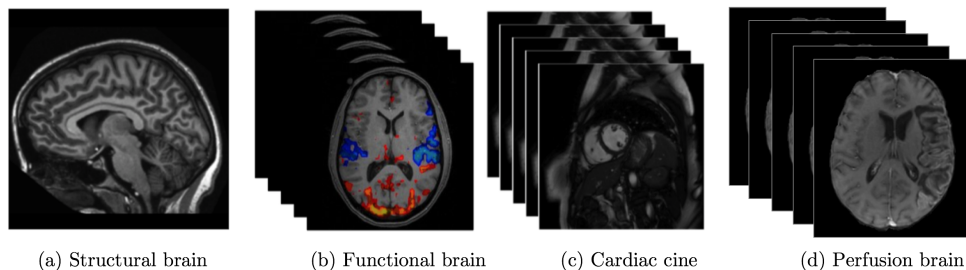 (a) Structural brain
(b) Functional brain
(c) Cardiac cine
(d) Perfusion brain